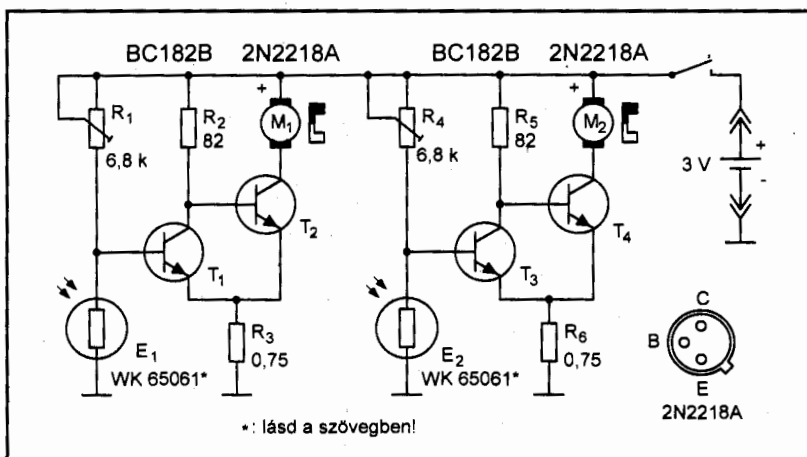 BC182B 2N2218A BC182B 2N2218A
+ +
R1
6,8 k
R2
82
M1
R4
6,8 k
R5
82
M2
3 V
+
-
T1
T2
T3
T4
E1
WK 65061*
R3
0,75
E2
WK 65061*
R6
0,75
C
B
E
2N2218A
*: lásd a szövegben!